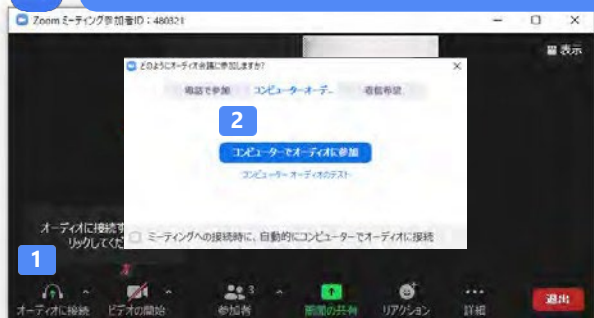 Zoom ミーティング参加者ID:480321
表示
どのようにオーディオ会議に参加しますか?
電話で参加 コンピューターオーデ... 着信希望
2
コンピューターでオーディオに参加
コンピューター オーディオのテスト
オーディオに接続す
リックしてくだ
ミーティングへの接続時に、自動的にコンピューターでオーディオに接続
1
3
オーディオに接続 ビデオの開始 参加者 画面の共有 リアクション 詳細 退出